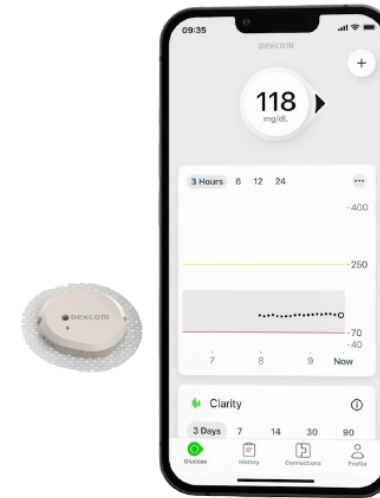 09:35
Dexcom
118
mg/dL
3 Hours 6 12 24
400
250
70
40
7 8 9 Now
Clarity
3 Days 7 14 30 90
Glucose History Connections Profile
Dexcom